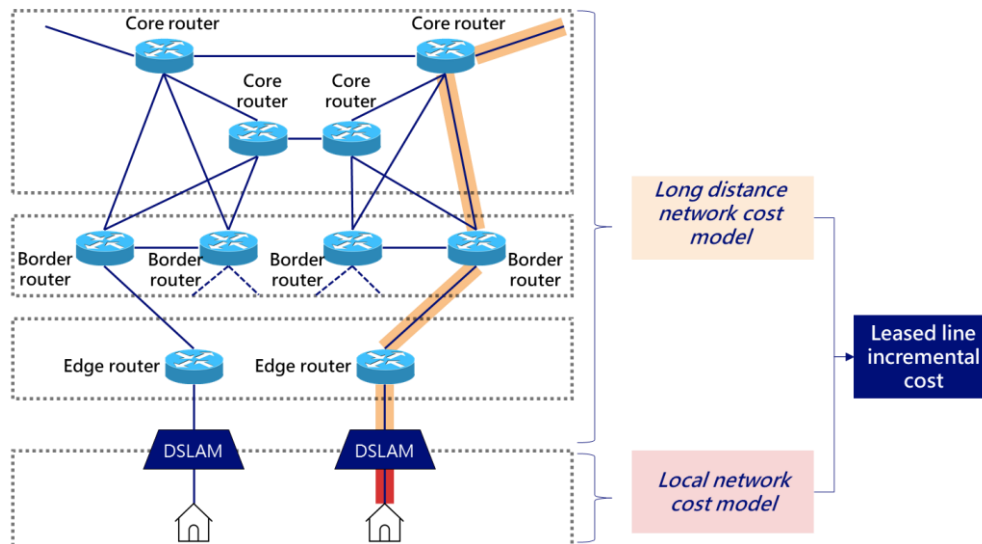 Core router
Core router
Core
router
Core
router
Border
router
Border
router
Border
router
Border
router
Long distance
network cost
model
Edge router
Edge router
Leased line
incremental
cost
DSLAM
DSLAM
Local network
cost model